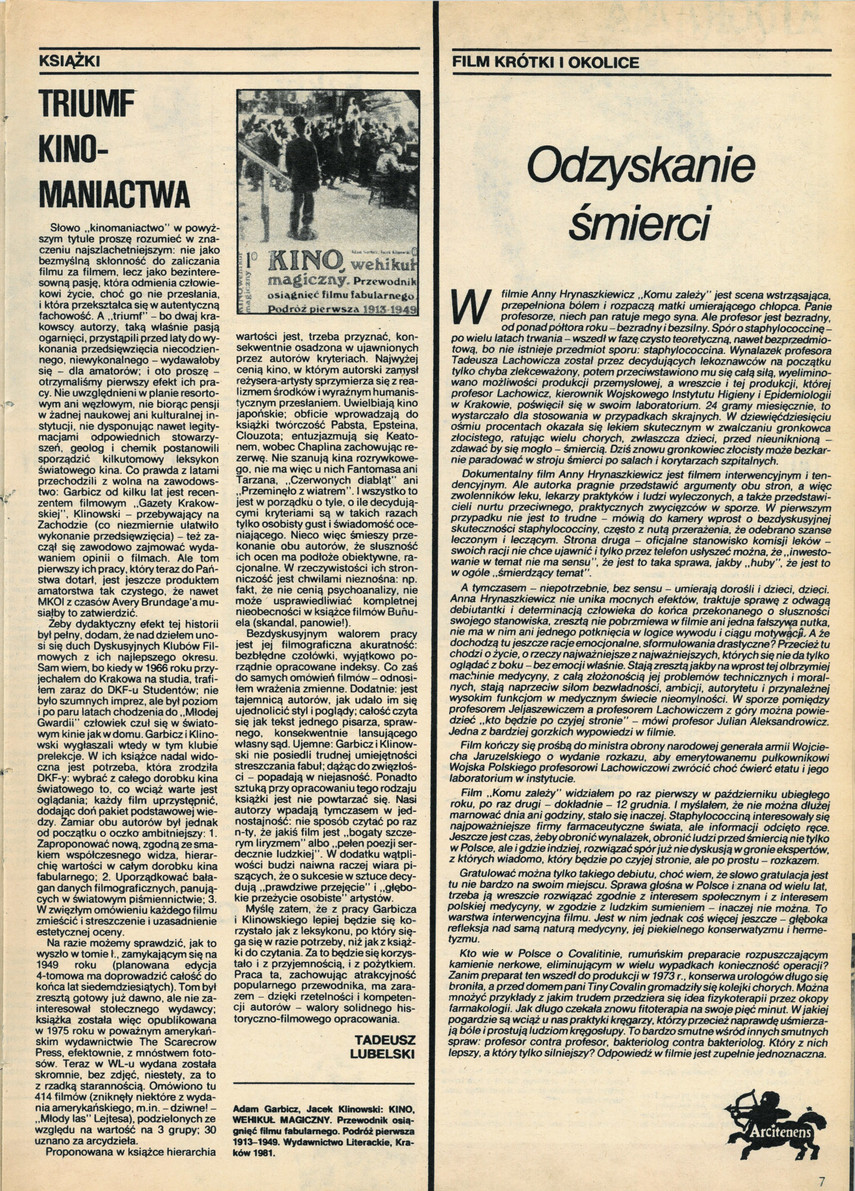 KSIĄŻKI
TRIUMF
KINO-
MANIACTWA
Słowo „kinomaniactwo" w powyż-
szym tytule proszę rozumieć w zna-
czeniu najszlachetniejszym: nie jako
bezmyślną skłonność do zaliczania
filmu za filmem, lecz jako bezintere-
sowną pasję, która odmienia człowie-
kowi życie, choć go nie przesłania,
i która przekształca się w autentyczną
fachowość. A „triumf" – bo dwaj kra-
kowscy autorzy, taką właśnie pasją
ogarnięci, przystąpili przed laty do wy-
konania przedsięwzięcia niecodzien-
nego, niewykonalnego – wydawałoby
się – dla amatorów; i oto proszę –
otrzymaliśmy pierwszy efekt ich pra-
cy. Nie uwzględnieni w planie resorto-
wym ani węzłowym, nie biorąc pensji
w żadnej naukowej ani kulturalnej in-
stytucji, nie dysponując nawet legity-
macjami odpowiednich stowarzy-
szeń, geolog i chemik postanowili
sporządzić kilkutomowy leksykon
światowego kina. Co prawda z latami
przechodzili z wolna na zawodows-
two: Garbicz od kilku lat jest recen-
zentem filmowym „Gazety Krakow-
skiej", Klinowski – przebywający na
Zachodzie (co niezmiernie ułatwiło
wykonanie przedsięwzięcia) – też za-
czął się zawodowo zajmować wyda-
waniem opinii o filmach. Ale tom
pierwszy ich pracy, który teraz do Pań-
stwa dotarł, jest jeszcze produktem
amatorstwa tak czystego, że nawet
MKOl z czasów Avery Brundage'a mu-
siałby to zatwierdzić.
Żeby dydaktyczny efekt tej historii
był pełny, dodam, że nad dziełem uno-
si się duch Dyskusyjnych Klubów Fil-
mowych z ich najlepszego okresu.
Sam wiem, bo kiedy w 1966 roku przy-
jechałem do Krakowa na studia, trafi-
łem zaraz do DKF-u Studentów; nie
było szumnych imprez, ale był poziom
i po paru latach chodzenia do „Młodej
Gwardii" człowiek czuł się w świato-
wym kinie jak w domu. Garbicz i Klino-
wski wygłaszali wtedy w tym klubie
prelekcje. W ich książce nadal wido-
czna jest potrzeba, która zrodziła
DKF-y: wybrać z całego dorobku kina
światowego to, co wciąż warte jest
oglądania; każdy film uprzystępnić,
dodając doń pakiet podstawowej wie-
dzy. Zamiar obu autorów był jednak
od początku o oczko ambitniejszy: 1.
Zaproponować nową, zgodną ze sma-
kiem współczesnego widza, hierar-
chię wartości w całym dorobku kina
fabularnego; 2. Uporządkować bała-
gan danych filmograficznych, panują-
cych w światowym piśmiennictwie; 3.
W zwięzłym omówieniu każdego filmu
zmieścić i streszczenie i uzasadnienie
estetycznej oceny.
Na razie możemy sprawdzić, jak to
wyszło w tomie I., zamykającym się na
1949 roku (planowana edycja
4-tomowa ma doprowadzić całość do
końca lat siedemdziesiątych). Tom był
zresztą gotowy już dawno, ale nie za-
interesował stołecznego wydawcy;
książka została więc opublikowana
w 1975 roku w poważnym amerykań-
skim wydawnictwie The Scarecrow
Press, efektownie, z mnóstwem foto-
sów. Teraz w WL-u wydana została
skromnie, bez zdjęć, niestety, za to
z rzadką starannością. Omówiono tu
414 filmów (zniknęły niektóre z wyda-
nia amerykańskiego, m.in. – dziwne! –
„Młody las" Lejtesa), podzielonych ze
względu na wartość na 3 grupy; 30
uznano za arcydzieła.
Proponowana w książce hierarchia
Adam Garbicz, Jacek Klinowski
KINO, wehikuł
magiczny. Przewodnik
osiągnięć filmu fabularnego.
Podróż pierwsza 1913-1949
wartości jest, trzeba przyznać, kon-
sekwentnie osadzona w ujawnionych
przez autorów kryteriach. Najwyżej
cenią kino, w którym autorski zamysł
reżysera-artysty sprzymierza się z rea-
lizmem środków i wyraźnym humanis-
tycznym przesłaniem. Uwielbiają kino
japońskie; obficie wprowadzają do
książki twórczość Pabsta, Epsteina,
Clouzota; entuzjazmują się Keato-
nem, wobec Chaplina zachowując re-
zerwę. Nie szanują kina rozrywkowe-
go, nie ma więc u nich Fantomasa ani
Tarzana, „Czerwonych diabląt" ani
„Przeminęło z wiatrem". I wszystko to
jest w porządku o tyle, o ile decydują-
cymi kryteriami są w takich razach
tylko osobisty gust i świadomość oce-
niającego. Nieco więc śmieszy prze-
konanie obu autorów, że słuszność
ich ocen ma podłoże obiektywne, ra-
cjonalne. W rzeczywistości ich stron-
niczość jest chwilami nieznośna: np.
fakt, że nie cenią psychoanalizy, nie
może usprawiedliwiać kompletnej
nieobecności w książce filmów Buñu-
ela (skandal, panowie!).
Bezdyskusyjnym walorem pracy
jest jej filmograficzna akuratność:
bezbłędne czołówki, wyjątkowo po-
rządnie opracowane indeksy. Co zaś
do samych omówień filmów – odnosi-
łem wrażenia zmienne. Dodatnie: jest
tajemnicą autorów, jak udało im się
ujednolicić styl i poglądy; całość czyta
się jak tekst jednego pisarza, spraw-
nego, konsekwentnie lansującego
własny sąd. Ujemne: Garbicz i Klinow-
ski nie posiedli trudnej umiejętności
streszczania fabuł; dążąc do zwięzłoś-
ci – popadają w niejasność. Ponadto
sztuką przy opracowaniu tego rodzaju
książki jest nie powtarzać się. Nasi
autorzy wpadają tymczasem w jed-
nostajność: nie sposób czytać po raz
n-ty, że jakiś film jest „bogaty szcze-
rym liryzmem" albo „pełen poezji ser-
decznie ludzkiej". W dodatku wątpli-
wości budzi naiwna raczej wiara pi-
szących, że o sukcesie w sztuce decy-
dują „prawdziwe przejęcie" i „głębo-
kie przeżycie osobiste" artystów.
Myślę zatem, że z pracy Garbicza
i Klinowskiego lepiej będzie się ko-
rzystało jak z leksykonu, po który się-
ga się w razie potrzeby, niż jak z książ-
ki do czytania. Za to będzie się korzys-
tało i z przyjemnością, i z pożytkiem.
Praca ta, zachowując atrakcyjność
popularnego przewodnika, ma zara-
zem – dzięki rzetelności i kompeten-
cji autorów – walory solidnego his-
toryczno-filmowego opracowania.
TADEUSZ
LUBELSKI
Adam Garbicz, Jacek Klinowski: KINO,
WEHIKUŁ MAGICZNY. Przewodnik osią-
gnięć filmu fabularnego. Podróż pierwsza
1913–1949. Wydawnictwo Literackie, Kra-
ków 1981.
FILM KRÓTKI I OKOLICE
Odzyskanie
śmierci
W filmie Anny Hrynaszkiewicz „Komu zależy" jest scena wstrząsająca,
przepełniona bólem i rozpaczą matki umierającego chłopca. Panie
profesorze, niech pan ratuje mego syna. Ale profesor jest bezradny,
od ponad półtora roku – bezradny i bezsilny. Spór o staphylococcinę –
po wielu latach trwania – wszedł w fazę czysto teoretyczną, nawet bezprzedmio-
tową, bo nie istnieje przedmiot sporu: staphylococcina. Wynalazek profesora
Tadeusza Lachowicza został przez decydujących lekoznawców na początku
tylko chyba zlekceważony, potem przeciwstawiono mu się całą siłą, wyelimino-
wano możliwości produkcji przemysłowej, a wreszcie i tej produkcji, której
profesor Lachowicz, kierownik Wojskowego Instytutu Higieny i Epidemiologii
w Krakowie, poświęcił się w swoim laboratorium. 24 gramy miesięcznie, to
wystarczało dla stosowania w przypadkach skrajnych. W dziewięćdziesięciu
ośmiu procentach okazała się lekiem skutecznym w zwalczaniu gronkowca
złocistego, ratując wielu chorych, zwłaszcza dzieci, przed nieuniknioną –
zdawać by się mogło – śmiercią. Dziś znowu gronkowiec złocisty może bezkar-
nie paradować w stroju śmierci po salach i korytarzach szpitalnych.
Dokumentalny film Anny Hrynaszkiewicz jest filmem interwencyjnym i ten-
dencyjnym. Ale autorka pragnie przedstawić argumenty obu stron, a więc
zwolenników leku, lekarzy praktyków i ludzi wyleczonych, a także przedstawi-
cieli nurtu przeciwnego, praktycznych zwycięzców w sporze. W pierwszym
przypadku nie jest to trudne – mówią do kamery wprost o bezdyskusyjnej
skuteczności staphylococciny, często z nutą przerażenia, że odebrano szanse
leczonym i leczącym. Strona druga – oficjalne stanowisko komisji leków –
swoich racji nie chce ujawnić i tylko przez telefon usłyszeć można, że „inwesto-
wanie w temat nie ma sensu", że jest to taka sprawa, jakby „huby", że jest to
w ogóle „śmierdzący temat".
A tymczasem – niepotrzebnie, bez sensu – umierają dorośli i dzieci, dzieci.
Anna Hrynaszkiewicz nie unika mocnych efektów, traktuje sprawę z odwagą
debiutantki i determinacją człowieka do końca przekonanego o słuszności
swojego stanowiska, zresztą nie pobrzmiewa w filmie ani jedna fałszywa nutka,
nie ma w nim ani jednego potknięcia w logice wywodu i ciągu motywacji. A że
dochodzą tu jeszcze racje emocjonalne, sformułowania drastyczne? Przecież tu
chodzi o życie, o rzeczy najważniejsze z najważniejszych, których się nie da tylko
oglądać z boku – bez emocji właśnie. Stają zresztą jakby na wprost tej olbrzymiej
machinie medycyny, z całą złożonością jej problemów technicznych i moral-
nych, stają naprzeciw siłom bezwładności, ambicji, autorytetu i przynależnej
wysokim funkcjom w medycznym świecie nieomylności. W sporze pomiędzy
profesorem Jeljaszewiczem a profesorem Lachowiczem z góry można powie-
dzieć „kto będzie po czyjej stronie" – mówi profesor Julian Aleksandrowicz.
Jedna z bardziej gorzkich wypowiedzi w filmie.
Film kończy się prośbą do ministra obrony narodowej generała armii Wojcie-
cha Jaruzelskiego o wydanie rozkazu, aby emerytowanemu pułkownikowi
Wojska Polskiego profesorowi Lachowiczowi zwrócić choć ćwierć etatu i jego
laboratorium w instytucie.
Film „Komu zależy" widziałem po raz pierwszy w październiku ubiegłego
roku, po raz drugi – dokładnie – 12 grudnia. I myślałem, że nie można dłużej
marnować dnia ani godziny, stało się inaczej. Staphylococciną interesowały się
najpoważniejsze firmy farmaceutyczne świata, ale informacji odcięto ręce.
Jeszcze jest czas, żeby obronić wynalazek, obronić ludzi przed śmiercią nie tylko
w Polsce, ale i gdzie indziej, rozwiązać spór już nie dyskusją w gronie ekspertów,
z których wiadomo, który będzie po czyjej stronie, ale po prostu – rozkazem.
Gratulować można tylko takiego debiutu, choć wiem, że słowo gratulacja jest
tu nie bardzo na swoim miejscu. Sprawa głośna w Polsce i znana od wielu lat,
trzeba ją wreszcie rozwiązać zgodnie z interesem społecznym i z interesem
polskiej medycyny, w zgodzie z ludzkim sumieniem – inaczej nie można. To
warstwa interwencyjna filmu. Jest w nim jednak coś więcej jeszcze – głęboka
refleksja nad samą naturą medycyny, jej piekielnego konserwatyzmu i herme-
tyzmu.
Kto wie w Polsce o Covalitinie, rumuńskim preparacie rozpuszczającym
kamienie nerkowe, eliminującym w wielu wypadkach konieczność operacji?
Zanim preparat ten wszedł do produkcji w 1973 r., konserwa urologów długo się
broniła, a przed domem pani Tiny Covalin gromadziły się kolejki chorych. Można
mnożyć przykłady z jakim trudem przedziera się idea fizykoterapii przez okopy
farmakologii. Jak długo czekała znowu fitoterapia na swoje pięć minut. W jakiej
pogardzie są wciąż u nas praktyki kręgarzy, którzy przecież naprawdę uśmierza-
ją bóle i prostują ludziom kręgosłupy. To bardzo smutne wśród innych smutnych
spraw: profesor contra profesor, bakteriolog contra bakteriolog. Który z nich
lepszy, a który tylko silniejszy? Odpowiedź w filmie jest zupełnie jednoznaczna.
Arcitenens
7